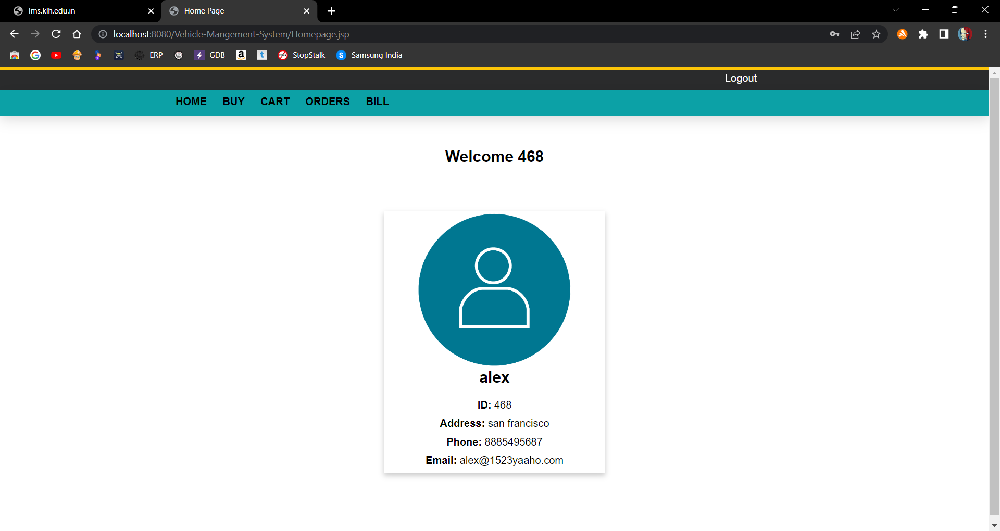 lms.klh.edu.in
Home Page
localhost:8080/Vehicle-Mangement-System/Homepage.jsp
ERP
GDB
StopStalk
Samsung India
Logout
HOME BUY CART ORDERS BILL
Welcome 468
alex
ID: 468
Address: san francisco
Phone: 8885495687
Email: alex@1523yaaho.com